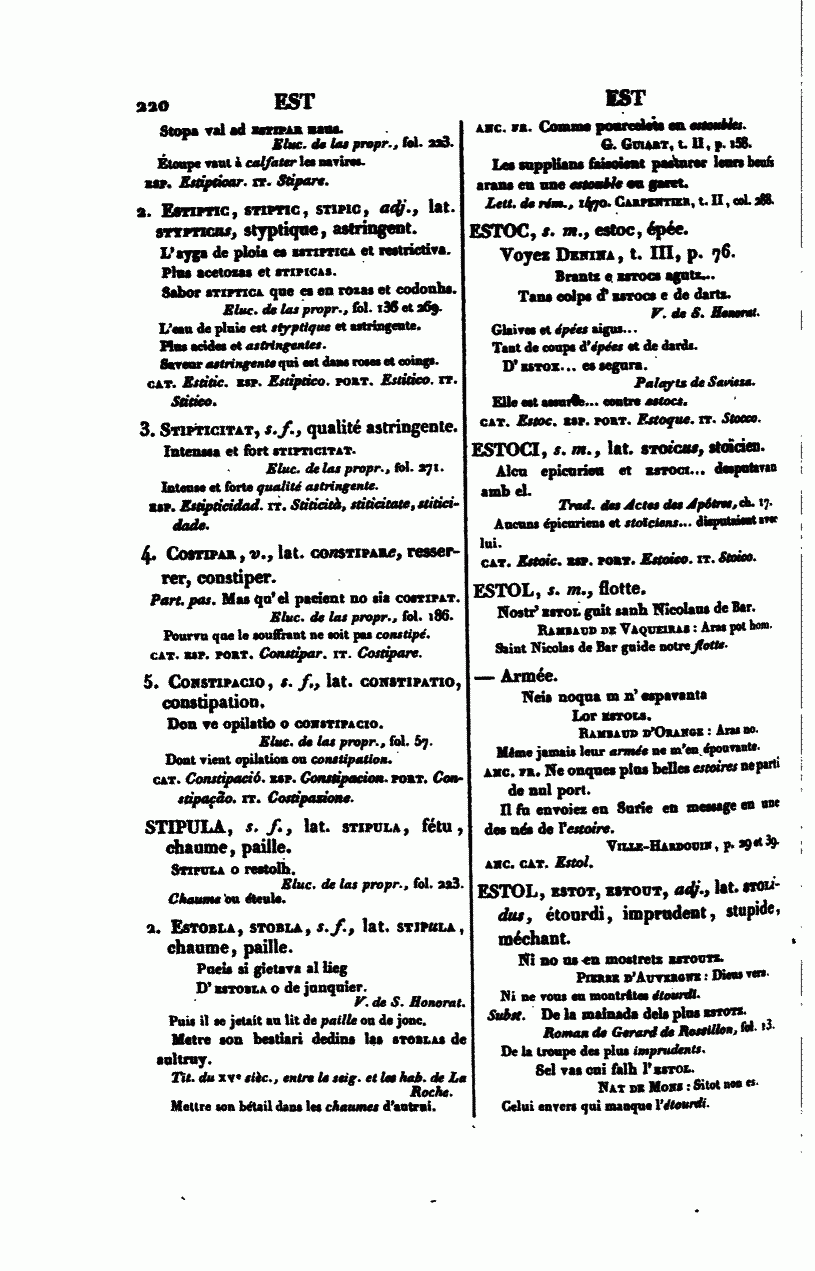 220 EST
Stopa val ad ESTIPAR naus.
Eluc. de las propr., fol. 223.
Étoupe vaut à calfater les navires.
ESP. Estipticar. IT. Stipare.
2. ESTIPTIC, STIPTIC, STIPIC, adj., lat.
STYPTICUS, styptique, astringent.
L'ayga de ploia es ESTIPTICA et restrictiva.
Plus acetozas et STIPICAS.
Sabor STIPTICA que es en rozas et codonhs.
Eluc. de las propr., fol. 136 et 269.
L'eau de pluie est styptique et astringente.
Plus acides et astringentes.
Saveur astringente qui est dans roses et coings.
CAT. Estitic. ESP. Estiptico. PORT. Estitico. IT.
Stitico.
3. STIPTICITAT, s. f., qualité astringente.
Intensa et fort STIPTICITAT.
Eluc. de las propr., fol. 271.
Intense et forte qualité astringente.
ESP. Estipticidad. IT. Stiticità, stiticitate, stitici-
dade.
4. COSTIPAR, v., lat. CONSTIPARE, resser-
rer, constiper.
Part. pas. Mas qu'el pacient no sia COSTIPAT.
Eluc. de las propr., fol. 186.
Pourvu que le souffrant ne soit pas constipé.
CAT. ESP. PORT. Constipar. IT. Costipare.
5. CONSTIPACIO, s. f., lat. CONSTIPATIO,
constipation.
Don ve opilatio o CONSTIPACIO.
Eluc. de las propr., fol. 57.
Dont vient opilation ou constipation.
CAT. Constipació. ESP. Constipacion. PORT. Con-
stipação. IT. Costipazione.
STIPULA, s. f., lat. STIPULA, fétu,
chaume, paille.
STIPULA o restolh.
Eluc. de las propr., fol. 223.
Chaume ou éteule.
2. ESTOBLA, STOBLA, s. f., lat. STIPULA,
chaume, paille.
Pueis si gietava al lieg
D'ESTOBLA o de junquier.
V. de S. Honorat.
Puis il se jetait au lit de paille ou de jonc.
Metre son bestiari dedins las STOBLAS de
aultruy.
Tit. du XVe sièc., entre le seig. et les hab. de La
Roche.
Mettre son bétail dans les chaumes d'autrui.
EST
ANC. FR. Comme pourcelets en estoubles.
G. GUIART, t. II, p. 158.
Les supplians faisoient pasturer leurs beufs
arans en une estouble ou garet.
Lett. de rém., 1470. CARPENTIER, t. II, col. 288.
ESTOC, s. m., estoc, épée.
Voyez DENINA, t. III, p. 76.
Brantz e ESTOCS agutz...
Tans colps d'ESTOCS e de dartz.
V. de S. Honorat.
Glaives et épées aigus...
Tant de coups d'épées et de dards.
D'ESTOX... es segura.
Palaytz de Saviesa.
Elle est assurée... contre estocs.
CAT. Estoc. ESP. PORT. Estoque. IT. Stocco.
ESTOCI, s. m., lat. STOÏCUS, stoïcien.
Alcu epicurieu et ESTOCI... desputavan
amb el.
Trad. des Actes des Apôtres, ch. 17.
Aucuns épicuriens et stoïciens... disputaient avec
lui.
CAT. Estoic. ESP. PORT. Estoico. IT. Stoico.
ESTOL, s. m., flotte.
Nostr' ESTOL guit sanh Nicolaus de Bar.
RAMBAUD DE VAQUEIRAS: Aras pot hom.
Saint Nicolas de Bar guide notre flotte.
— Armée.
Neis noqua m n'espavanta
Lor ESTOLS.
RAMBAUD D'ORANGE: Aras no.
Même jamais leur armée ne m'en épouvante.
ANC. FR. Ne onques plus belles estoires ne parti
de nul port.
Il fu envoiez en Surie en message en une
des nés de l'estoire.
VILLE-HARDOUIN, p. 29 et 39.
ANC. CAT. Estol.
ESTOL, ESTOT, ESTOUT, adj., lat. STOLI-
dus, étourdi, imprudent, stupide,
méchant.
Ni no us en mostretz ESTOUTZ.
PIERRE D'AUVERGNE: Dieus vers.
Ni ne vous en montrâtes étourdi.
Subst. De la mainada dels plus ESTOTZ.
Roman de Gerard de Rossillon, fol. 13.
De la troupe des plus imprudents.
Sel vas cui falh l'ESTOL.
NAT DE MONS: Sitot non es.
Celui envers qui manque l'étourdi.